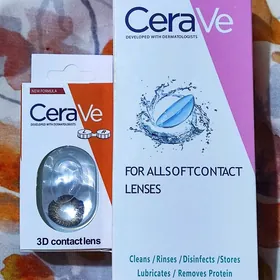 NEW FORMULA
CeraVe
DEVELOPED WITH DERMATOLOGISTS
3D contact lens
CeraVe
DEVELOPED WITH DERMATOLOGISTS
FOR ALLSOFTCONTACT
LENSES
Cleans / Rinses / Disinfects / Stores
Lubricates / Removes Protein